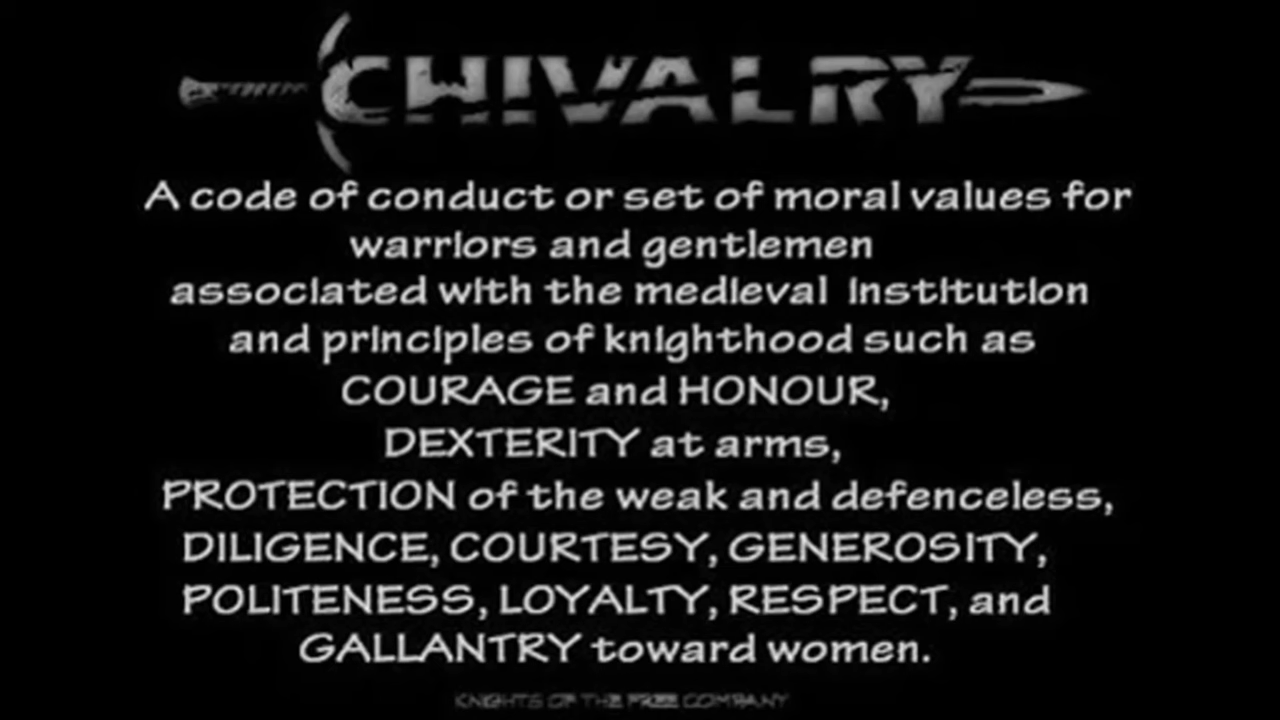 CHIVALRY
A code of conduct or set of moral values for
warriors and gentlemen
associated with the medieval institution
and principles of knighthood such as
COURAGE and HONOUR,
DEXTERITY at arms,
PROTECTION of the weak and defenceless,
DILIGENCE, COURTESY, GENEROSITY,
POLITENESS, LOYALTY, RESPECT, and
GALLANTRY toward women.
KNIGHTS OF THE FREE COMPANY